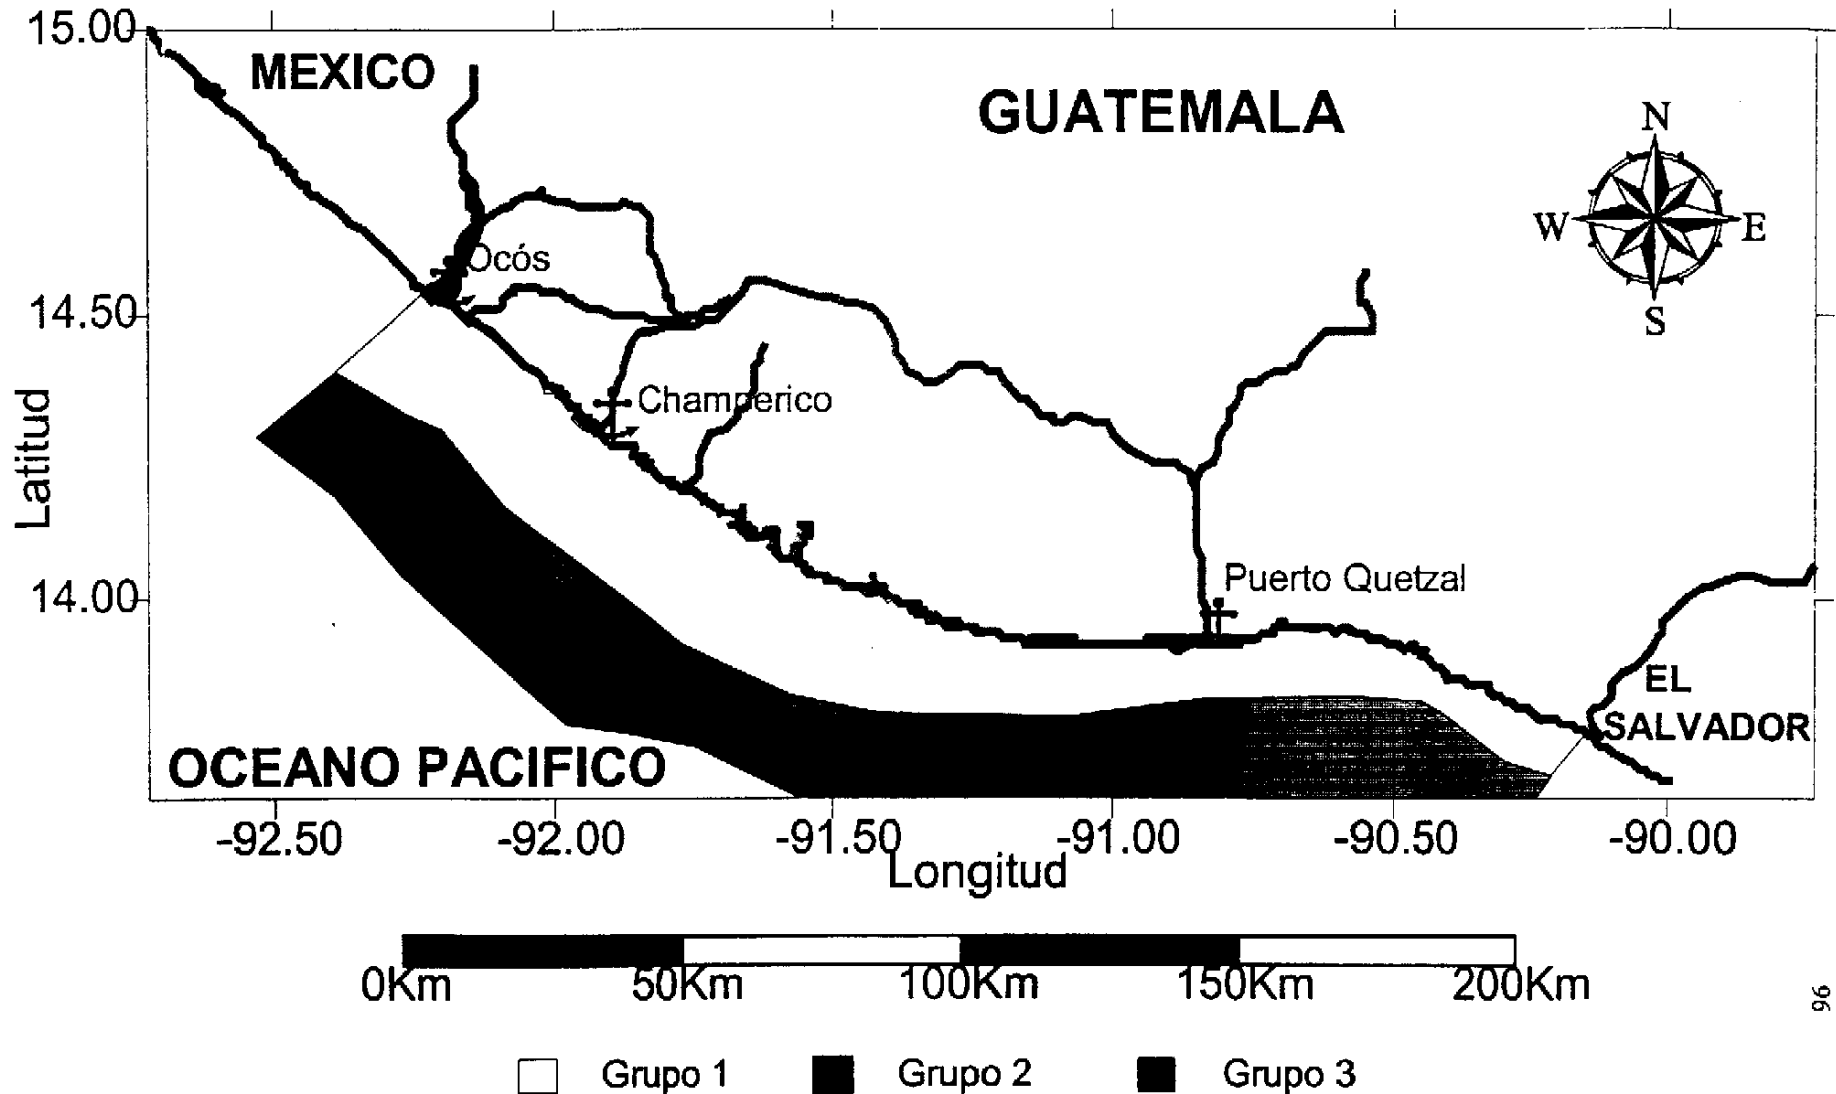 15.00
MEXICO
GUATEMALA
N
W
E
S
Ocós
14.50
Champerico
Latitud
14.00
Puerto Quetzal
EL
SALVADOR
OCEANO PACIFICO
-92.50
-92.00
-91.50
-91.00
-90.50
-90.00
Longitud
0Km
50Km
100Km
150Km
200Km
96
Grupo 1
Grupo 2
Grupo 3